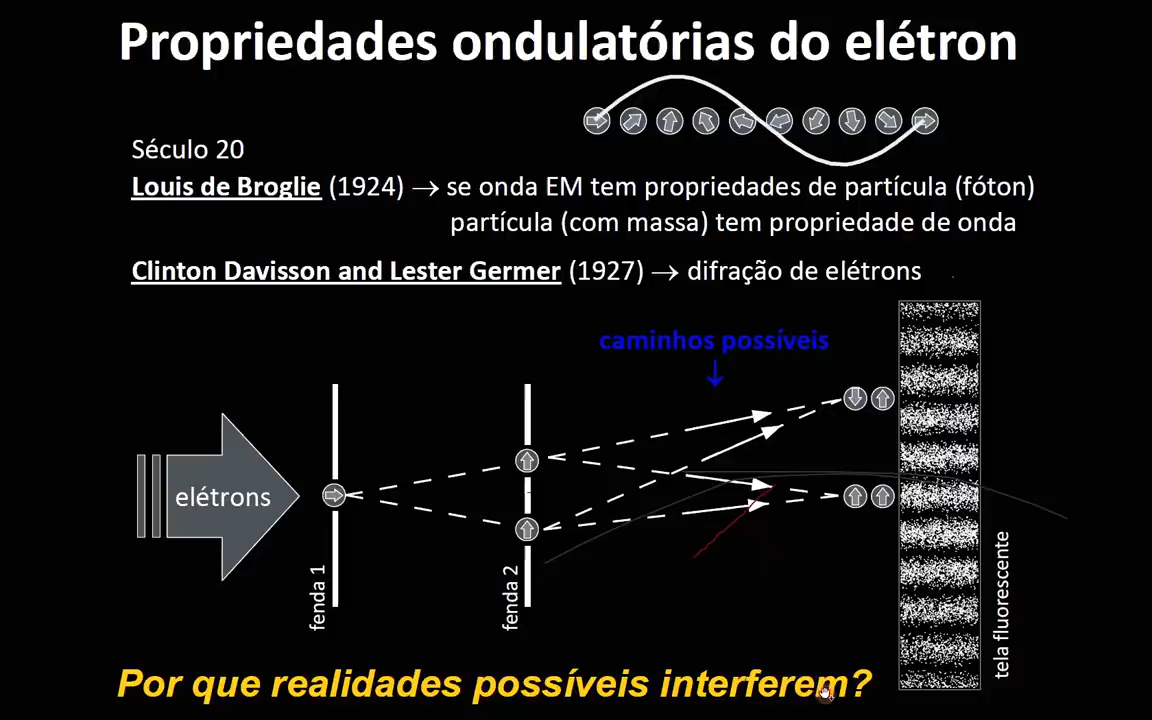 Propriedades ondulatórias do elétron
Século 20
Louis de Broglie (1924) → se onda EM tem propriedades de partícula (fóton)
partícula (com massa) tem propriedade de onda
Clinton Davisson and Lester Germer (1927) → difração de elétrons
caminhos possíveis
elétrons
fenda 1
fenda 2
tela fluorescente
Por que realidades possíveis interferem?